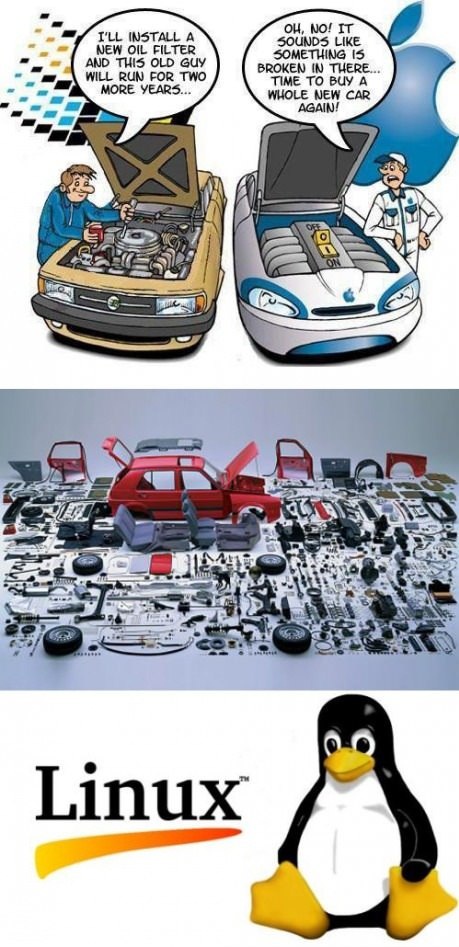 I'LL INSTALL A
NEW OIL FILTER
AND THIS OLD GUY
WILL RUN FOR TWO
MORE YEARS...
OH, NO! IT
SOUNDS LIKE
SOMETHING IS
BROKEN IN THERE...
TIME TO BUY A
WHOLE NEW CAR
AGAIN!
OFF
O
I
ON
Linux™